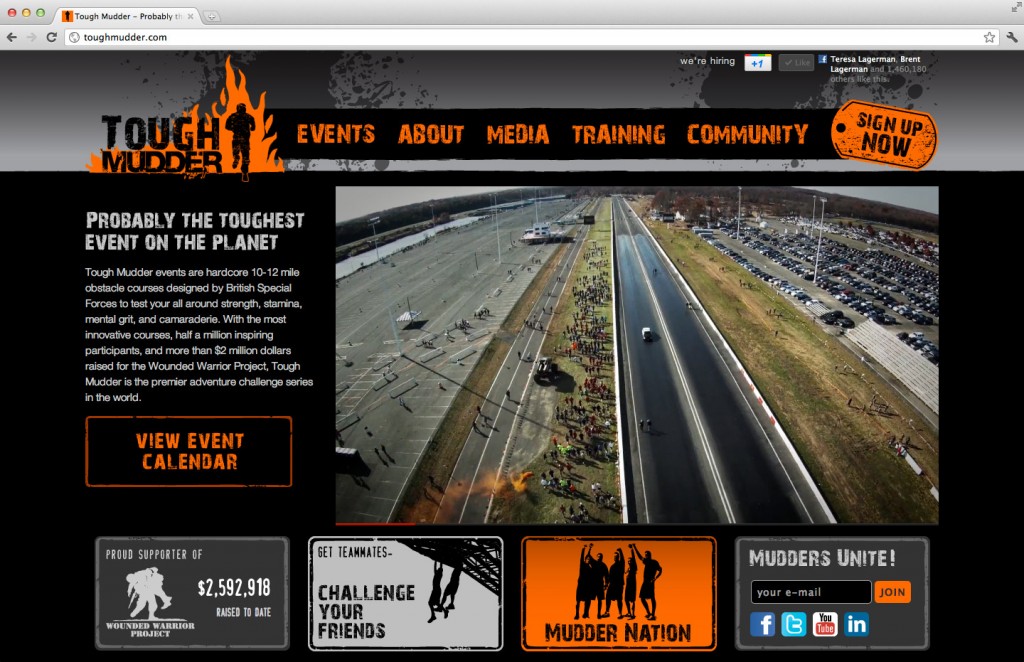 Tough Mudder – Probably th
toughmudder.com
we're hiring
+1
Like
Teresa Lagerman, Brent
Lagerman and 1,460,180
others like this.
TOUGH
MUDDER
EVENTS
ABOUT
MEDIA
TRAINING
COMMUNITY
SIGN UP
NOW
PROBABLY THE TOUGHEST
EVENT ON THE PLANET
Tough Mudder events are hardcore 10-12 mile
obstacle courses designed by British Special
Forces to test your all around strength, stamina,
mental grit, and camaraderie. With the most
innovative courses, half a million inspiring
participants, and more than $2 million dollars
raised for the Wounded Warrior Project, Tough
Mudder is the premier adventure challenge series
in the world.
VIEW EVENT
CALENDAR
PROUD SUPPORTER OF
$2,592,918
RAISED TO DATE
WOUNDED WARRIOR
PROJECT
GET TEAMMATES–
CHALLENGE
YOUR
FRIENDS
MUDDER NATION
MUDDERS UNITE!
your e-mail
JOIN
f
t
You
Tube
in